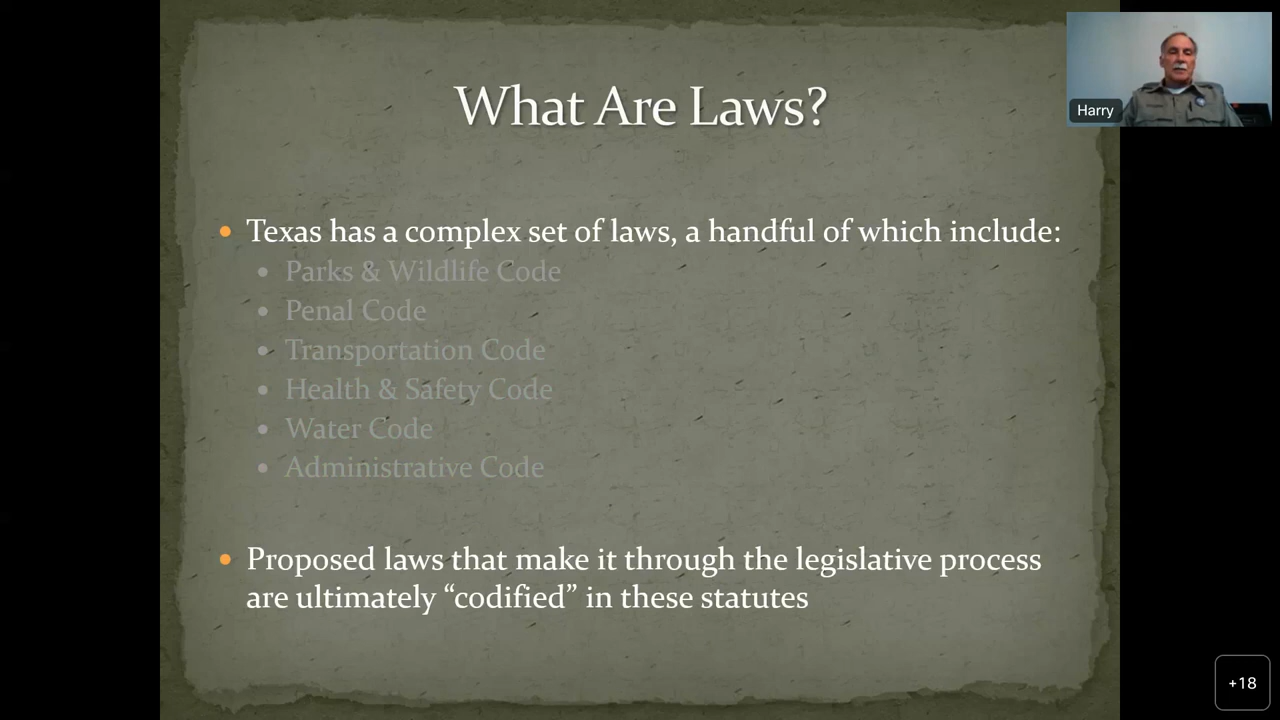 What Are Laws?
Harry
• Texas has a complex set of laws, a handful of which include:
• Parks & Wildlife Code
• Penal Code
• Transportation Code
• Health & Safety Code
• Water Code
• Administrative Code
• Proposed laws that make it through the legislative process
are ultimately “codified” in these statutes
+18